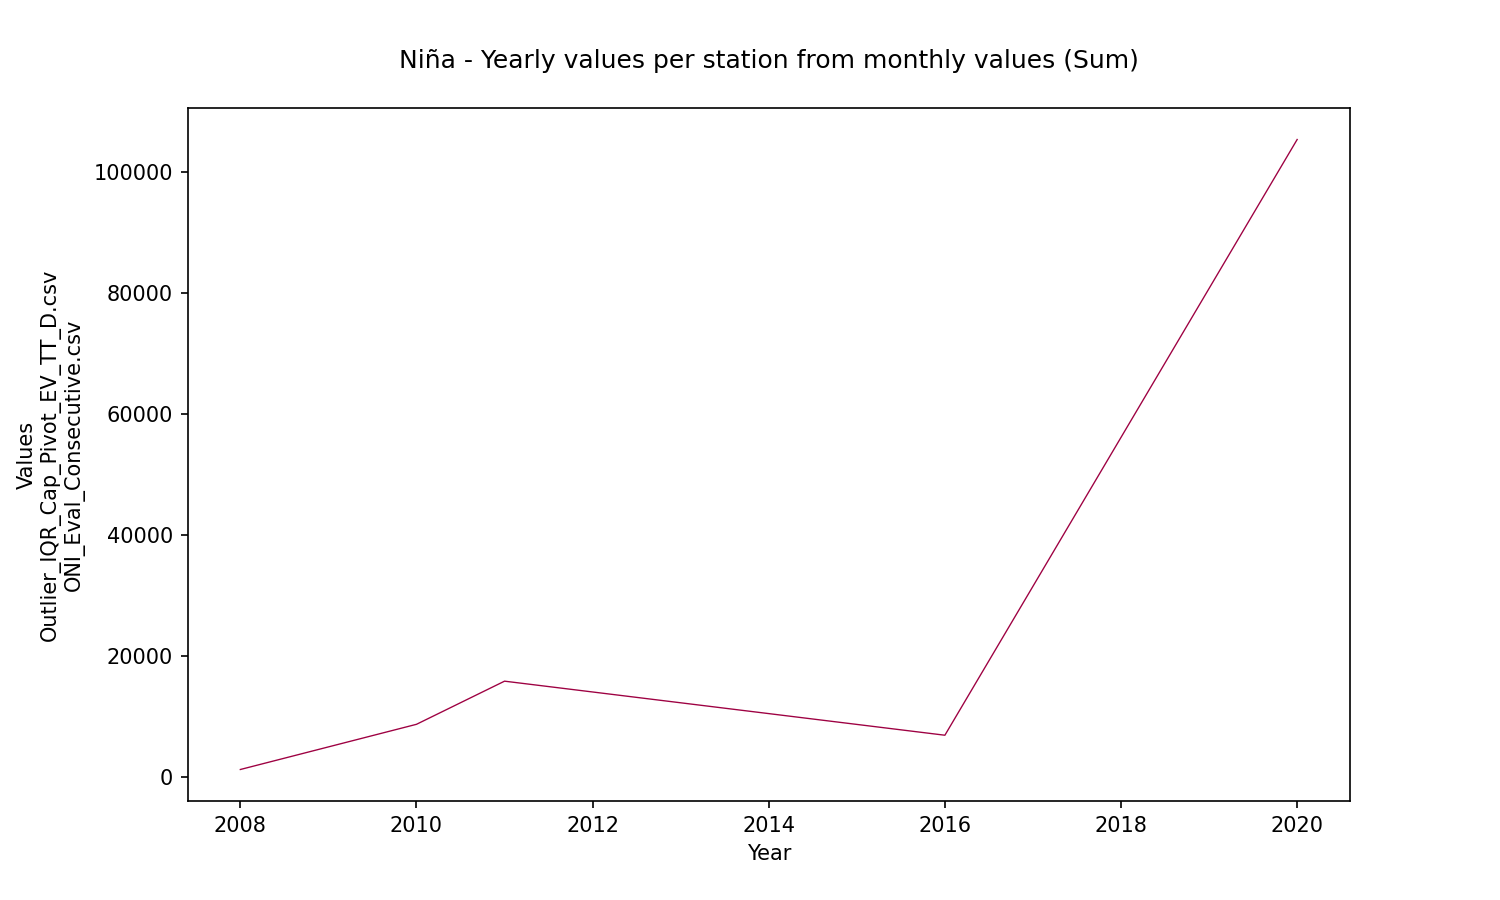 Niña - Yearly values per station from monthly values (Sum)
Values
Outlier_IQR_Cap_Pivot_EV_TT_D.csv
ONI_Eval_Consecutive.csv
100000
80000
60000
40000
20000
0
2008 2010 2012 2014 2016 2018 2020
Year